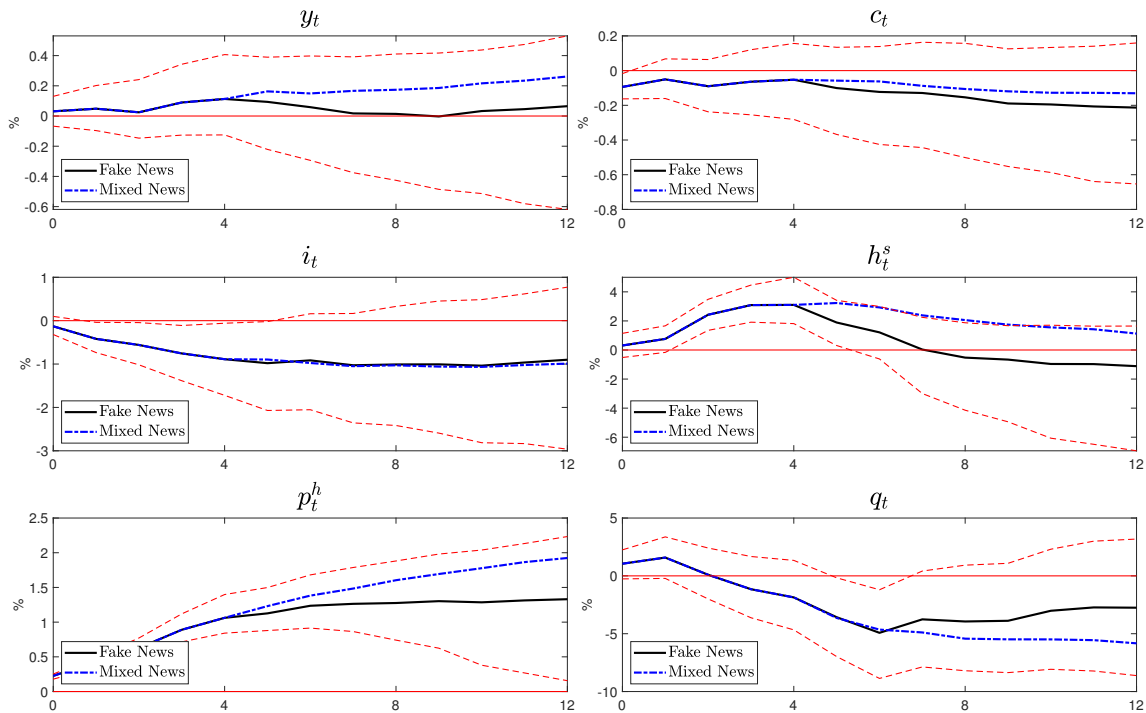 y_t
0.4
0.2
0
-0.2
-0.4
-0.6
%
Fake News
Mixed News
0 4 8 12
c_t
0.2
0
-0.2
-0.4
-0.6
-0.8
%
Fake News
Mixed News
0 4 8 12
i_t
1
0
-1
-2
-3
%
Fake News
Mixed News
0 4 8 12
h_t^s
4
2
0
-2
-4
-6
%
Fake News
Mixed News
0 4 8 12
p_t^h
2.5
2
1.5
1
0.5
0
%
Fake News
Mixed News
0 4 8 12
q_t
5
0
-5
-10
%
Fake News
Mixed News
0 4 8 12